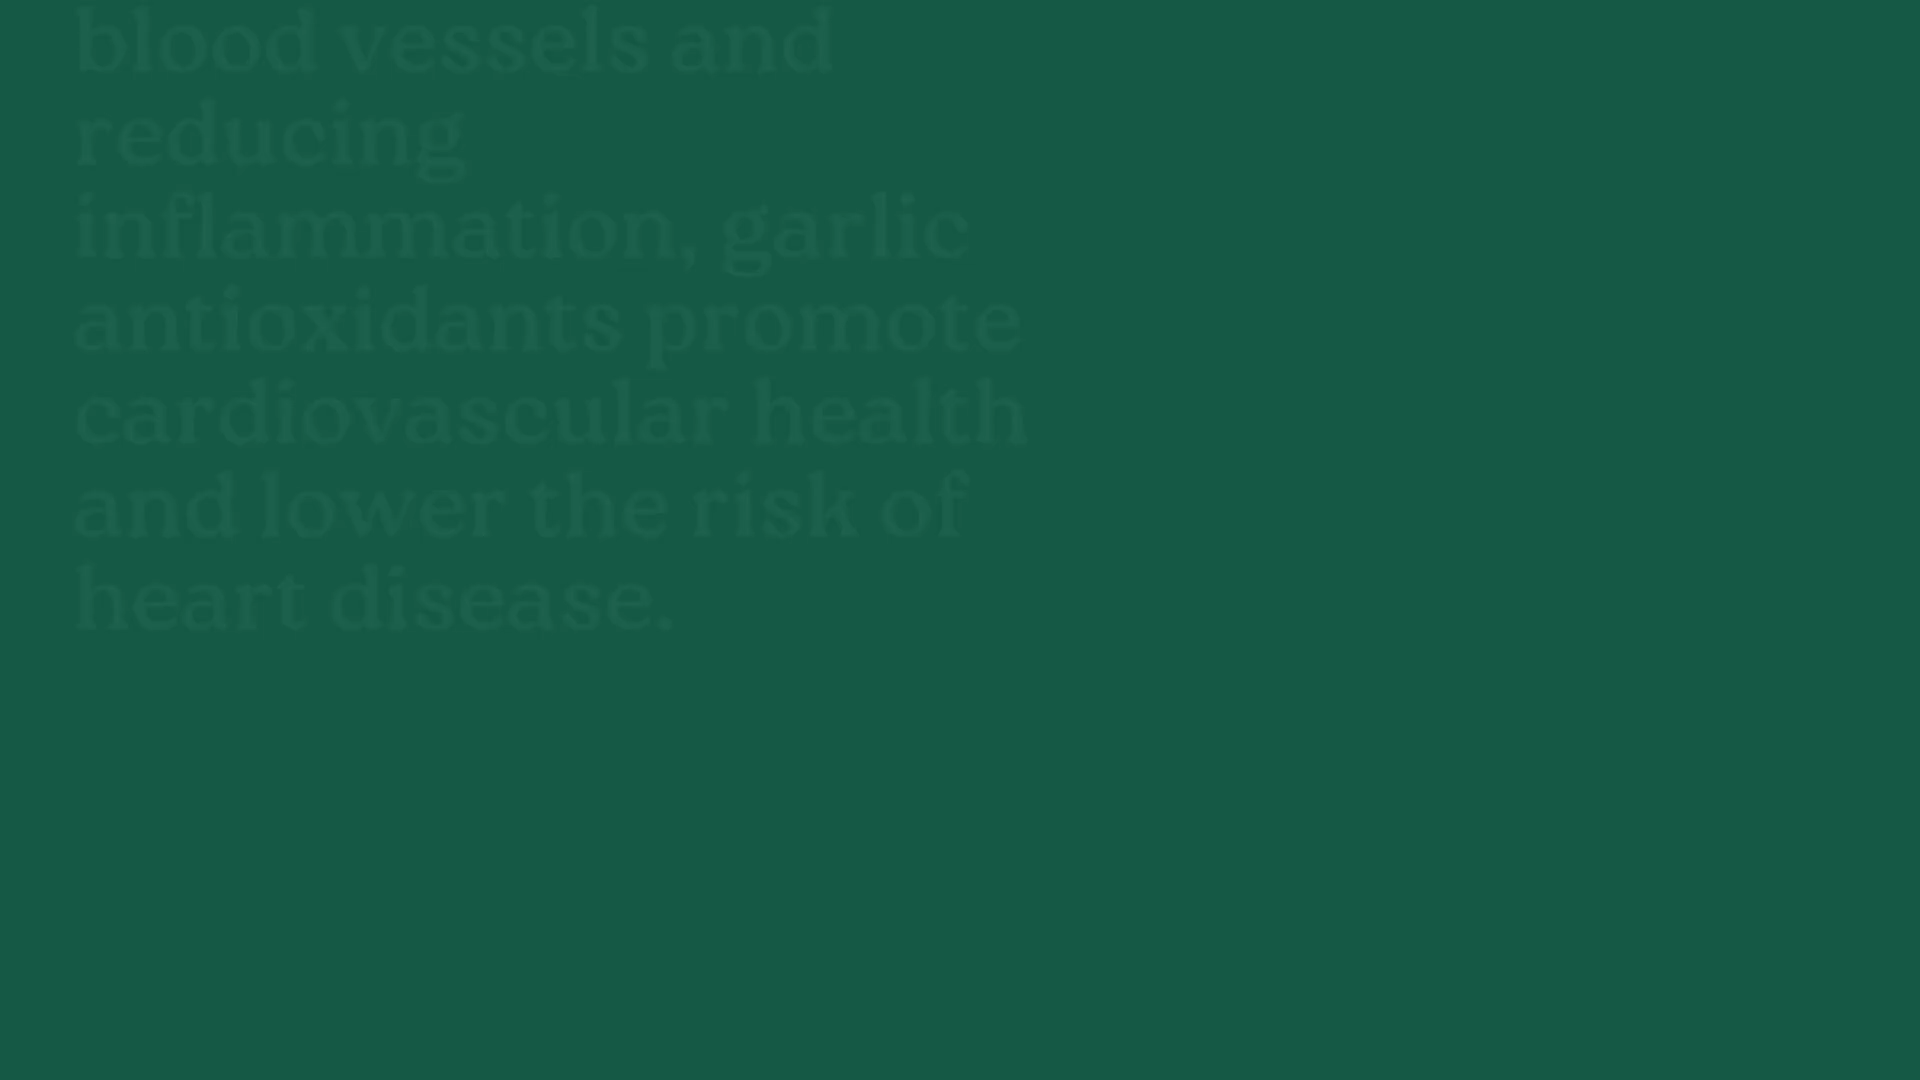 blood vessels and
reducing
inflammation, garlic
antioxidants promote
cardiovascular health
and lower the risk of
heart disease.